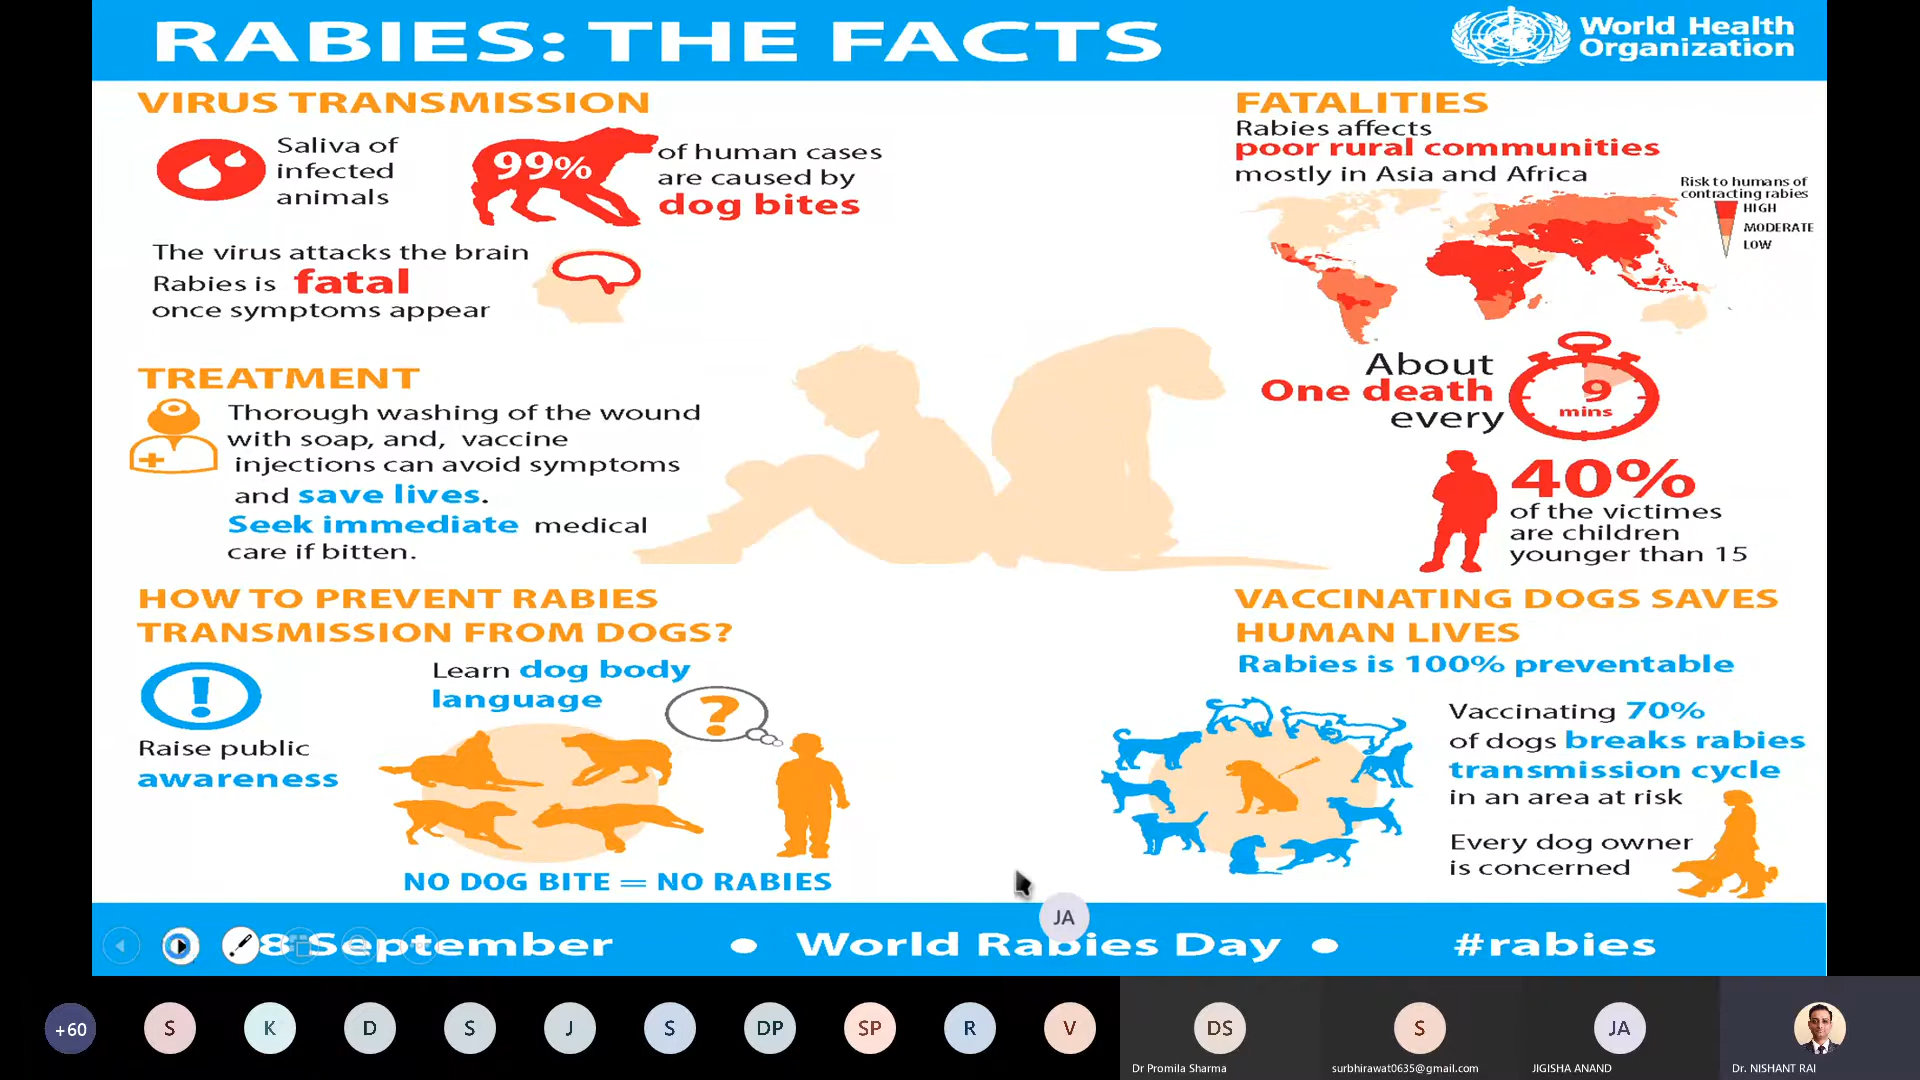 RABIES: THE FACTS
World Health
Organization
VIRUS TRANSMISSION
Saliva of
infected
animals
99%
of human cases
are caused by
dog bites
The virus attacks the brain
Rabies is fatal
once symptoms appear
FATALITIES
Rabies affects
poor rural communities
mostly in Asia and Africa
Risk to humans of
contracting rabies
HIGH
MODERATE
LOW
About
One death
every
9
mins
40%
of the victimes
are children
younger than 15
TREATMENT
Thorough washing of the wound
with soap, and, vaccine
injections can avoid symptoms
and save lives.
Seek immediate medical
care if bitten.
HOW TO PREVENT RABIES
TRANSMISSION FROM DOGS?
!
Raise public
awareness
Learn dog body
language
?
NO DOG BITE = NO RABIES
VACCINATING DOGS SAVES
HUMAN LIVES
Rabies is 100% preventable
Vaccinating 70%
of dogs breaks rabies
transmission cycle
in an area at risk
Every dog owner
is concerned
JA
8 September • World Rabies Day • #rabies
+60 S K D S J S DP SP R V DS S JA
Dr Promila Sharma
surbhirawat0635@gmail.com
JIGISHA ANAND
Dr. NISHANT RAI